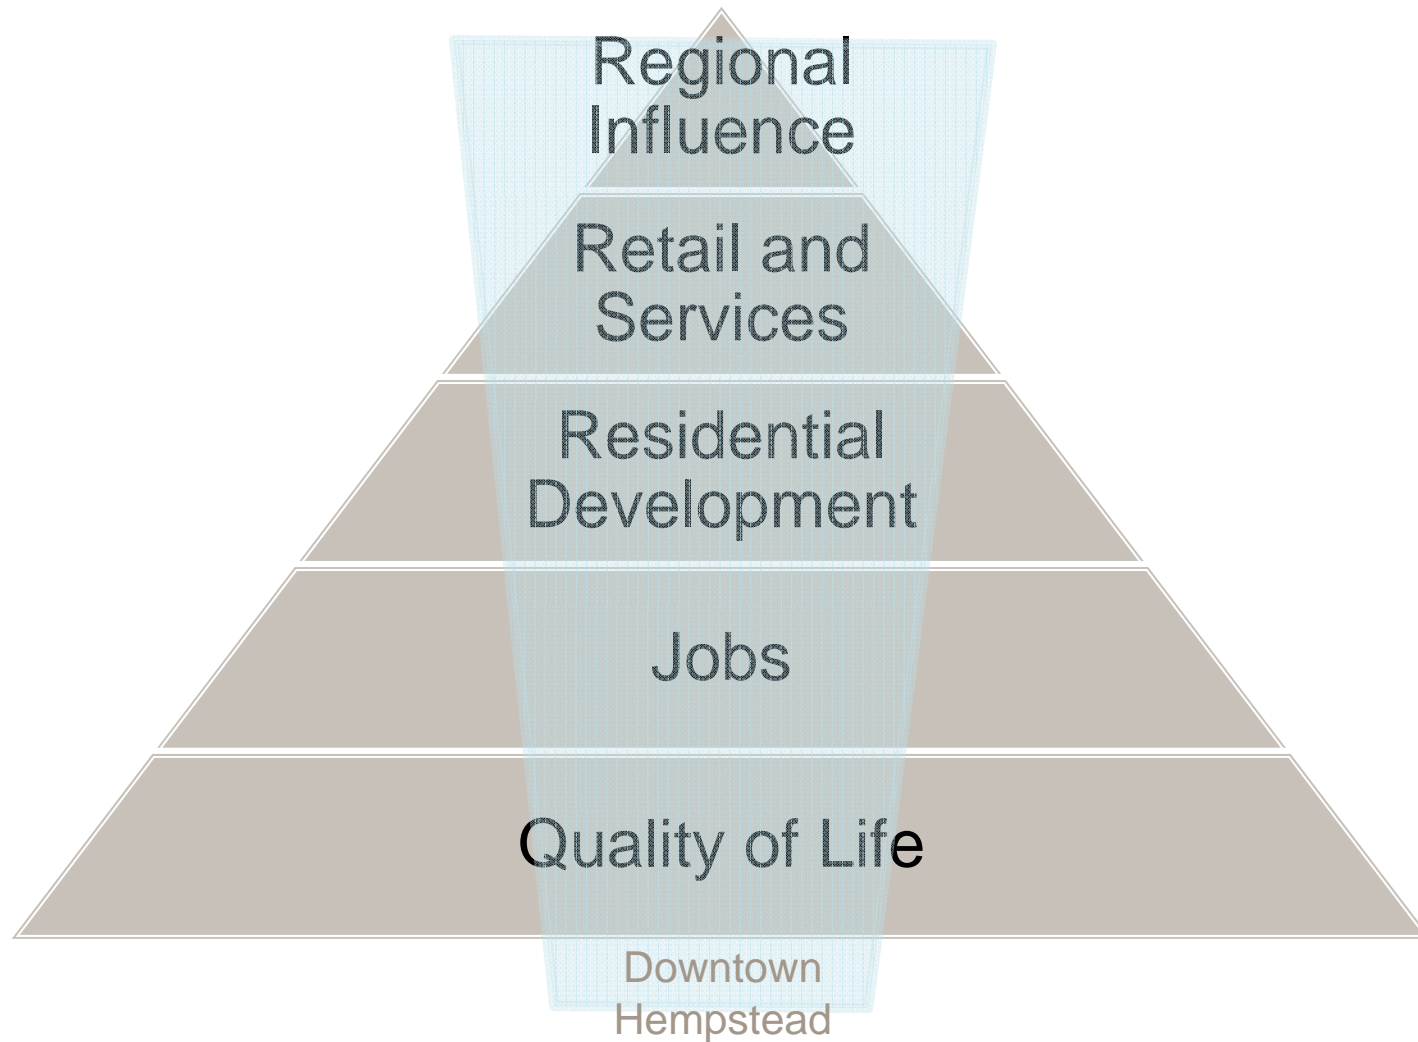 Regional
Influence
Retail and
Services
Residential
Development
Jobs
Quality of Life
Downtown
Hempstead